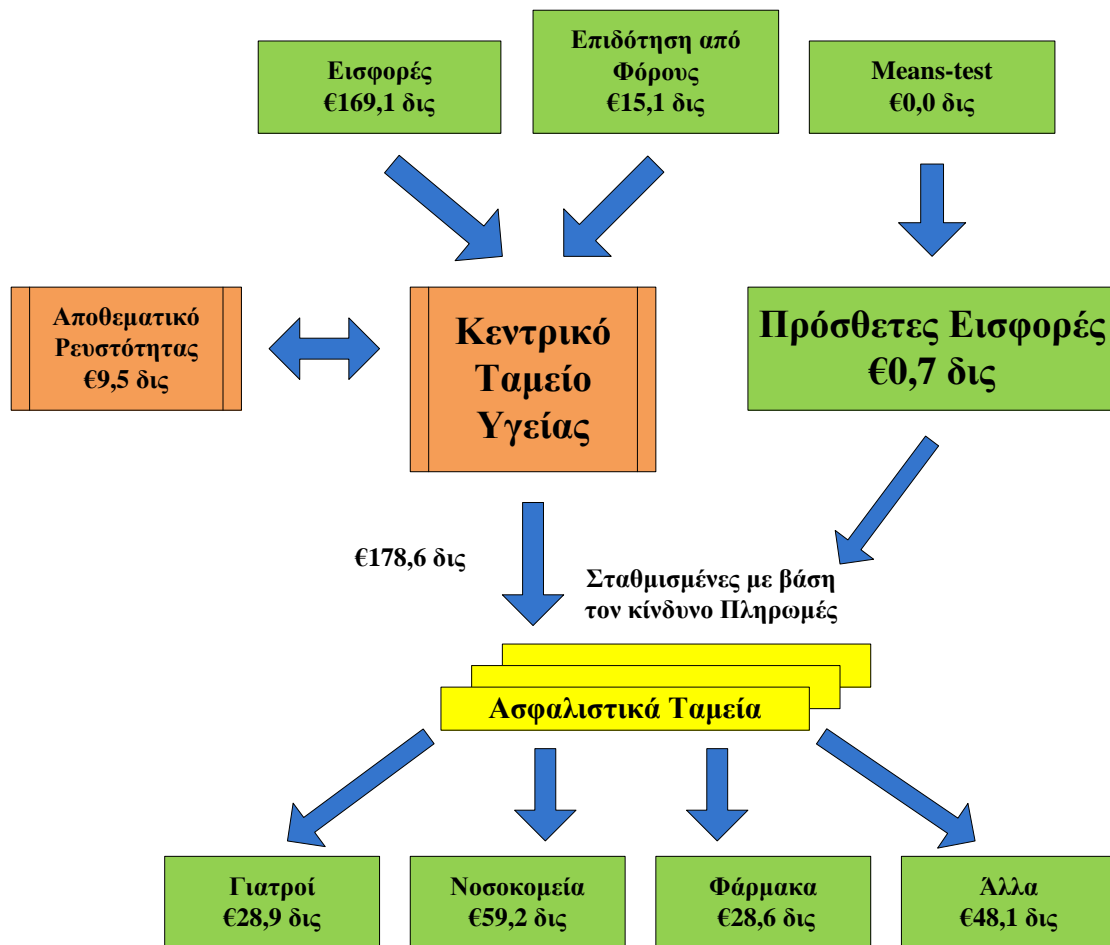 Εισφορές
€169,1 δις
Επιδότηση από
Φόρους
€15,1 δις
Means-test
€0,0 δις
Αποθεματικό
Ρευστότητας
€9,5 δις
Κεντρικό
Ταμείο
Υγείας
Πρόσθετες Εισφορές
€0,7 δις
€178,6 δις
Σταθμισμένες με βάση
τον κίνδυνο Πληρωμές
Ασφαλιστικά Ταμεία
Γιατροί
€28,9 δις
Νοσοκομεία
€59,2 δις
Φάρμακα
€28,6 δις
Άλλα
€48,1 δις